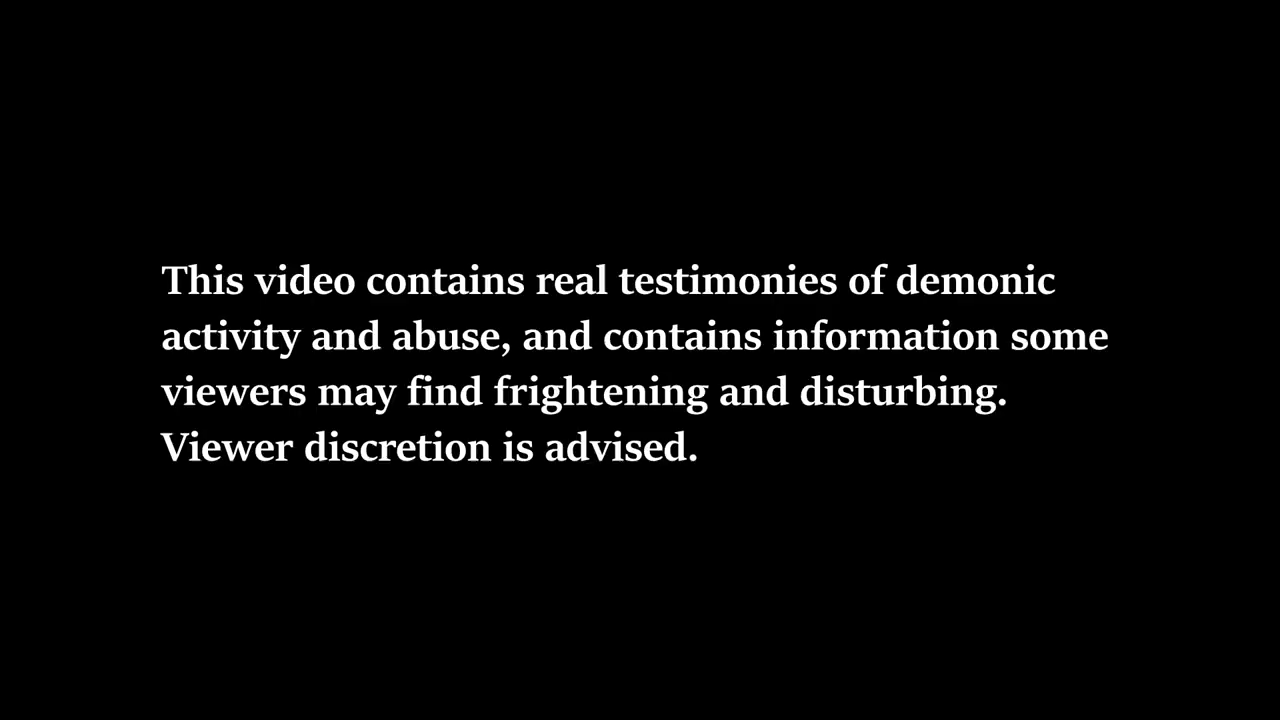 This video contains real testimonies of demonic
activity and abuse, and contains information some
viewers may find frightening and disturbing.
Viewer discretion is advised.